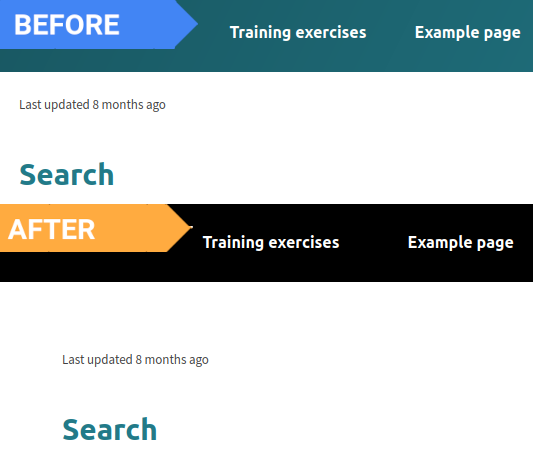 BEFORE
Training exercises Example page
Last updated 8 months ago
Search
AFTER
Training exercises Example page
Last updated 8 months ago
Search